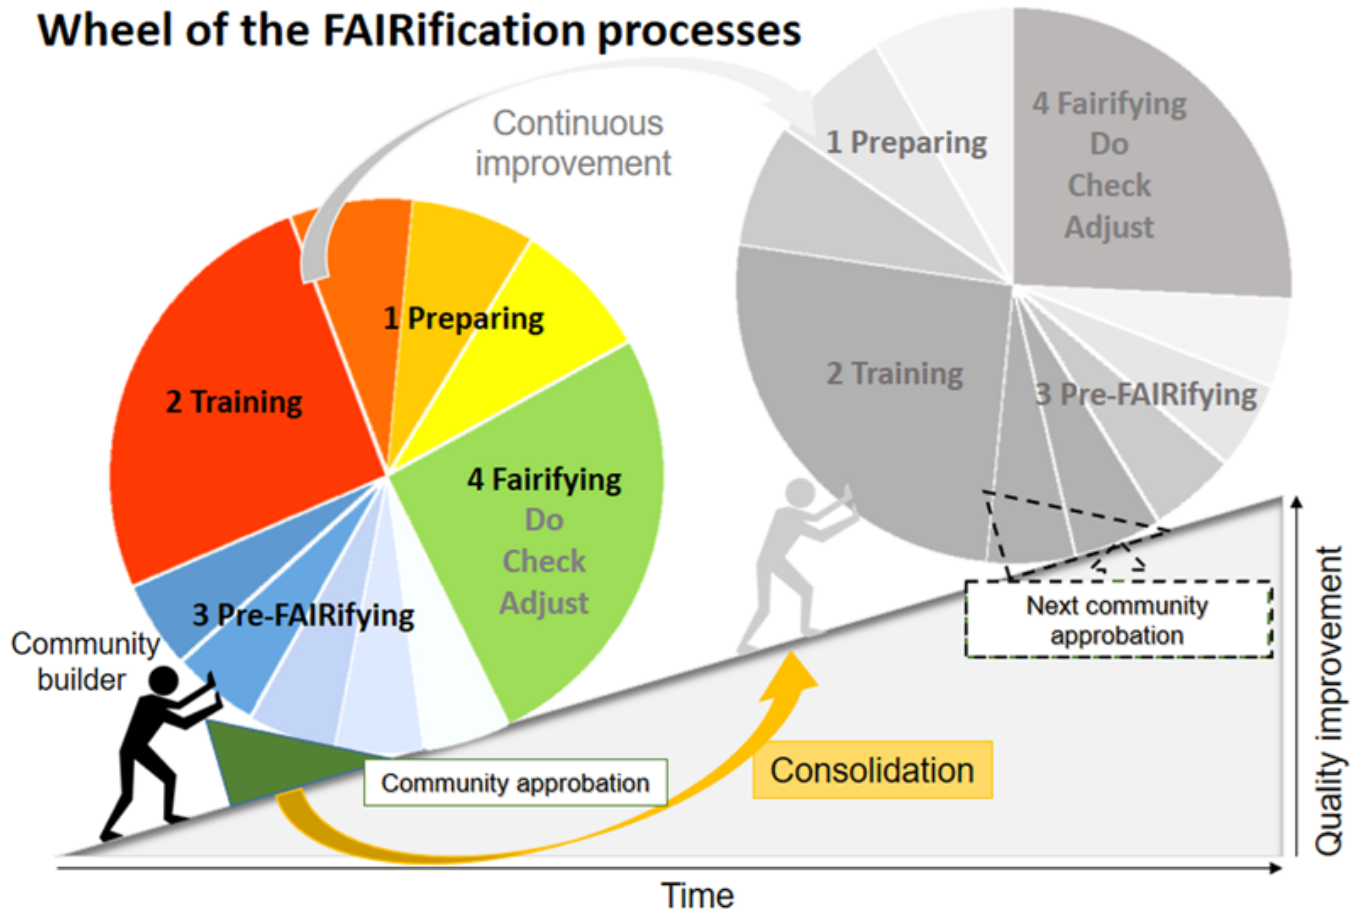 Wheel of the FAIRification processes
Continuous
improvement
1 Preparing
2 Training
3 Pre-FAIRifying
4 Fairifying
Do
Check
Adjust
Community
builder
Community approbation
1 Preparing
2 Training
3 Pre-FAIRifying
4 Fairifying
Do
Check
Adjust
Next community
approbation
Consolidation
Time
Quality improvement